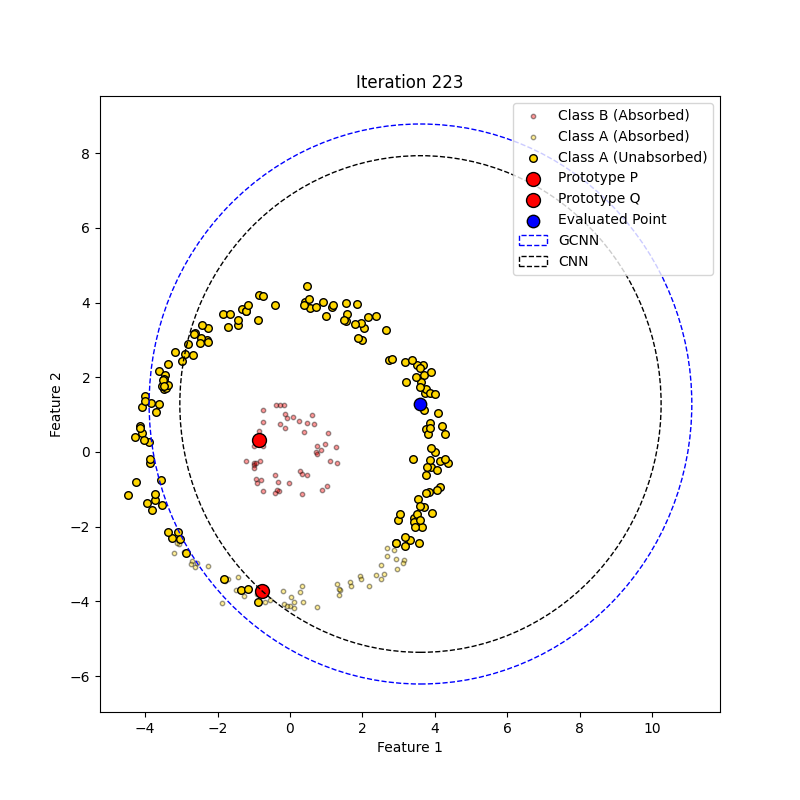 Iteration 223
Class B (Absorbed)
Class A (Absorbed)
Class A (Unabsorbed)
Prototype P
Prototype Q
Evaluated Point
GCNN
CNN
Feature 2
8
6
4
2
0
−2
−4
−6
−4
−2
0
2
4
6
8
10
Feature 1